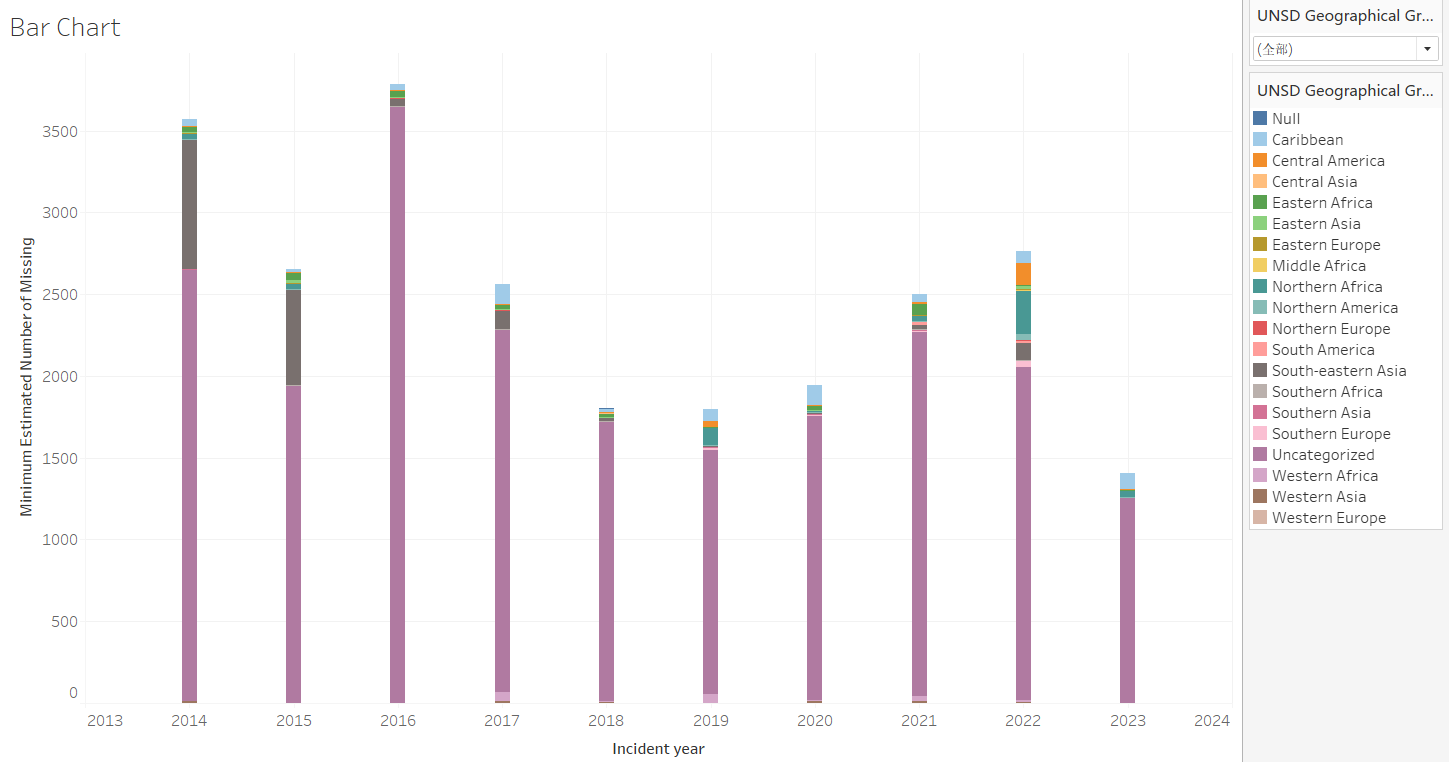 Bar Chart
UNSD Geographical Gr...
(全部)
UNSD Geographical Gr...
Null
Caribbean
Central America
Central Asia
Eastern Africa
Eastern Asia
Eastern Europe
Middle Africa
Northern Africa
Northern America
Northern Europe
South America
South-eastern Asia
Southern Africa
Southern Asia
Southern Europe
Uncategorized
Western Africa
Western Asia
Western Europe
Minimum Estimated Number of Missing
3500
3000
2500
2000
1500
1000
500
0
2013 2014 2015 2016 2017 2018 2019 2020 2021 2022 2023 2024
Incident year